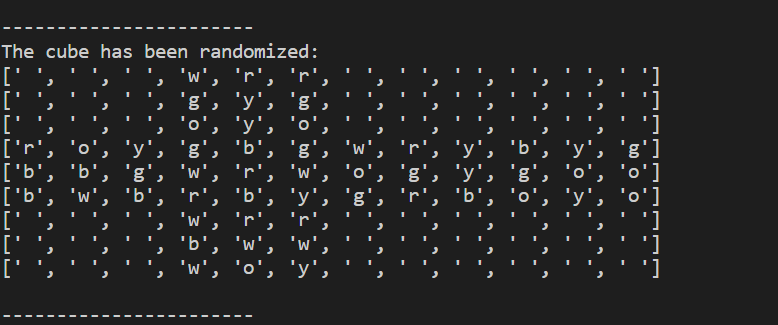 -----------------------
The cube has been randomized:
[' ', ' ', ' ', 'w', 'r', 'r', ' ', ' ', ' ', ' ', ' ', ' ']
[' ', ' ', ' ', 'g', 'y', 'g', ' ', ' ', ' ', ' ', ' ', ' ']
[' ', ' ', ' ', 'o', 'y', 'o', ' ', ' ', ' ', ' ', ' ', ' ']
['r', 'o', 'y', 'g', 'b', 'g', 'w', 'r', 'y', 'b', 'y', 'g']
['b', 'b', 'g', 'w', 'r', 'w', 'o', 'g', 'y', 'g', 'o', 'o']
['b', 'w', 'b', 'r', 'b', 'y', 'g', 'r', 'b', 'o', 'y', 'o']
[' ', ' ', ' ', 'w', 'r', 'r', ' ', ' ', ' ', ' ', ' ', ' ']
[' ', ' ', ' ', 'b', 'w', 'w', ' ', ' ', ' ', ' ', ' ', ' ']
[' ', ' ', ' ', 'w', 'o', 'y', ' ', ' ', ' ', ' ', ' ', ' ']
-----------------------